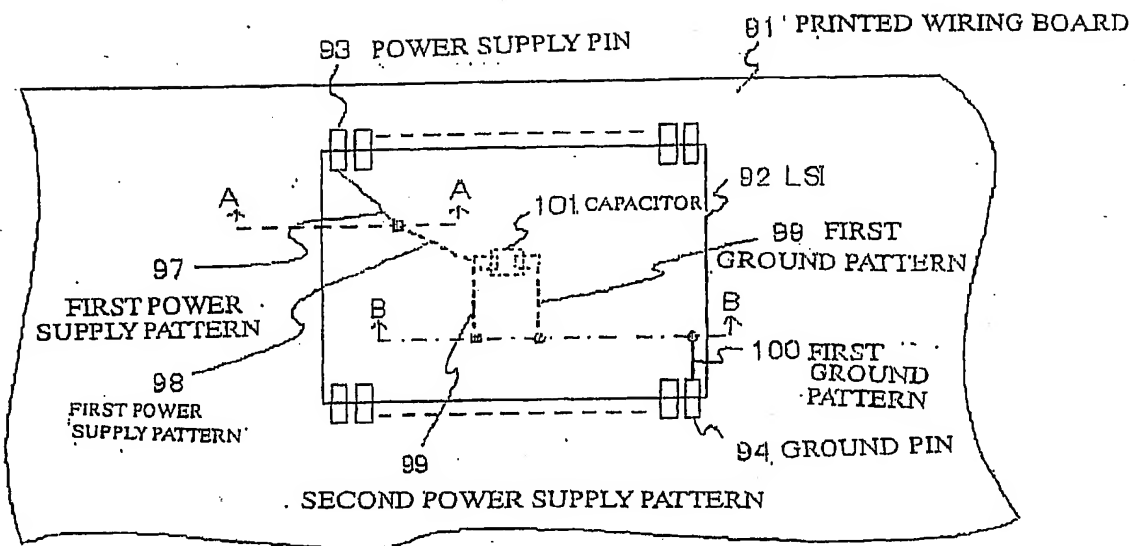 91' PRINTED WIRING BOARD
93 POWER SUPPLY PIN
92 LSI
A
A
101 CAPACITOR
99 FIRST
GROUND PATTERN
97
FIRST POWER
SUPPLY PATTERN
B
B
100 FIRST
GROUND
PATTERN
98
FIRST POWER
SUPPLY PATTERN
94 GROUND PIN
99
SECOND POWER SUPPLY PATTERN